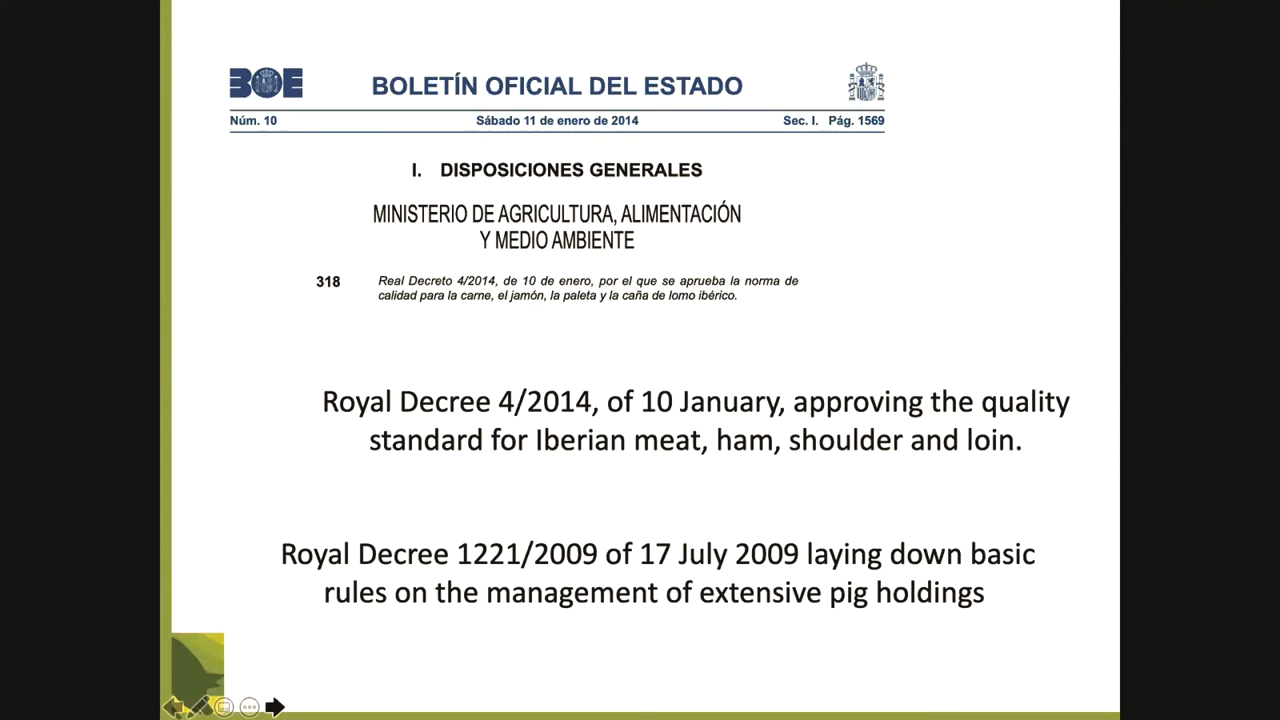 BOE
BOLETÍN OFICIAL DEL ESTADO
Núm. 10
Sábado 11 de enero de 2014
Sec. I. Pág. 1569
I. DISPOSICIONES GENERALES
MINISTERIO DE AGRICULTURA, ALIMENTACIÓN
Y MEDIO AMBIENTE
318
Real Decreto 4/2014, de 10 de enero, por el que se aprueba la norma de
calidad para la carne, el jamón, la paleta y la caña de lomo ibérico.
Royal Decree 4/2014, of 10 January, approving the quality
standard for Iberian meat, ham, shoulder and loin.
Royal Decree 1221/2009 of 17 July 2009 laying down basic
rules on the management of extensive pig holdings